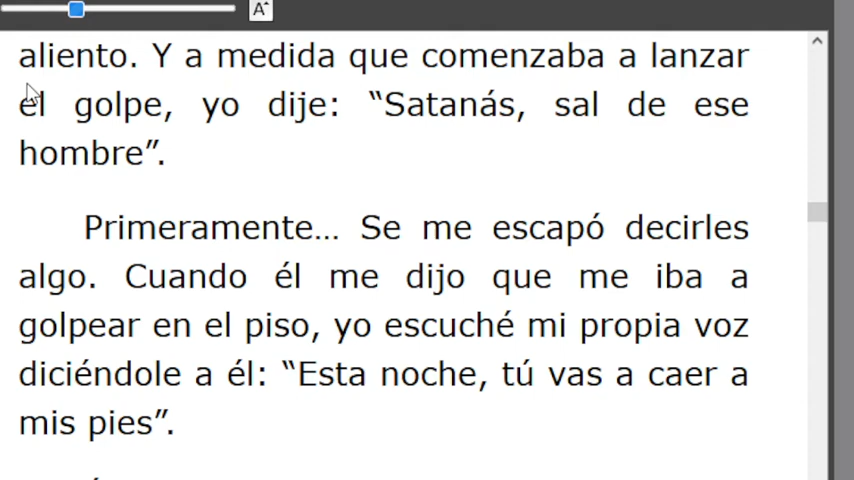 A
aliento. Y a medida que comenzaba a lanzar
el golpe, yo dije: “Satanás, sal de ese
hombre”.
Primeramente... Se me escapó decirles
algo. Cuando él me dijo que me iba a
golpear en el piso, yo escuché mi propia voz
diciéndole a él: “Esta noche, tú vas a caer a
mis pies”.